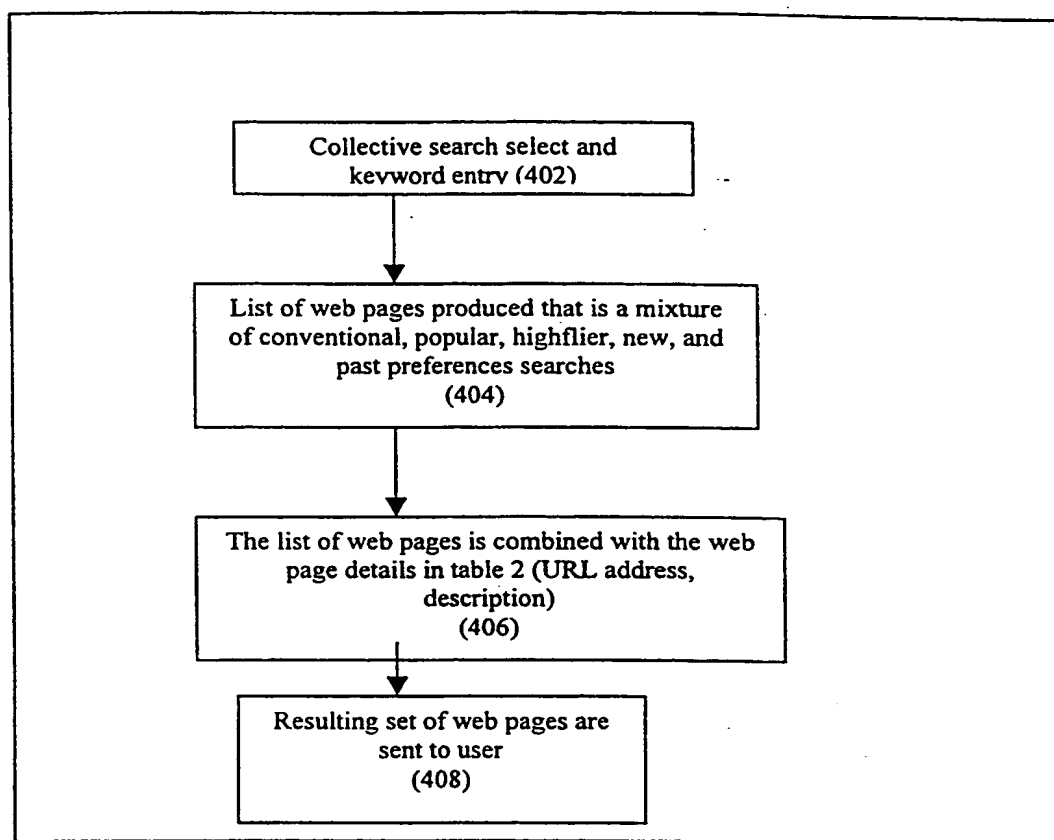 Collective search select and
keyword entry (402)
List of web pages produced that is a mixture
of conventional, popular, highflier, new, and
past preferences searches
(404)
The list of web pages is combined with the web
page details in table 2 (URL address,
description)
(406)
Resulting set of web pages are
sent to user
(408)